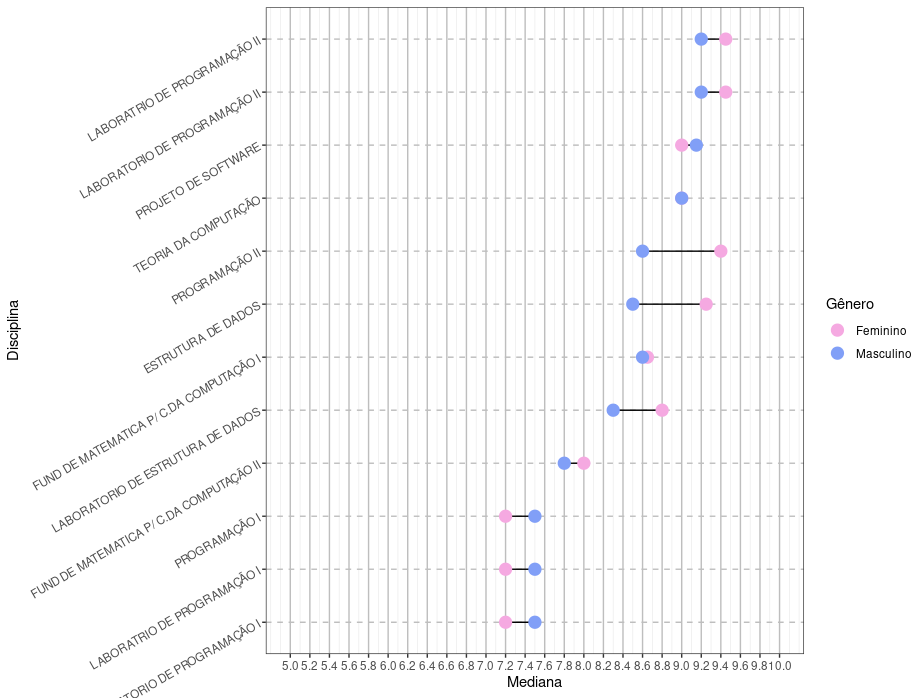 LABORATRIO DE PROGRAMAÇÃO II
LABORATORIO DE PROGRAMAÇÃO II
PROJETO DE SOFTWARE
TEORIA DA COMPUTAÇÃO
PROGRAMAÇÃO II
ESTRUTURA DE DADOS
FUND DE MATEMATICA P/ C.DA COMPUTAÇÃO I
LABORATORIO DE ESTRUTURA DE DADOS
FUND DE MATEMATICA P/ C.DA COMPUTAÇÃO II
PROGRAMAÇÃO I
LABORATRIO DE PROGRAMAÇÃO I
TORIO DE PROGRAMAÇÃO I
Disciplina
5.0 5.2 5.4 5.6 5.8 6.0 6.2 6.4 6.6 6.8 7.0 7.2 7.4 7.6 7.8 8.0 8.2 8.4 8.6 8.8 9.0 9.2 9.4 9.6 9.8 10.0
Mediana
Gênero
Feminino
Masculino